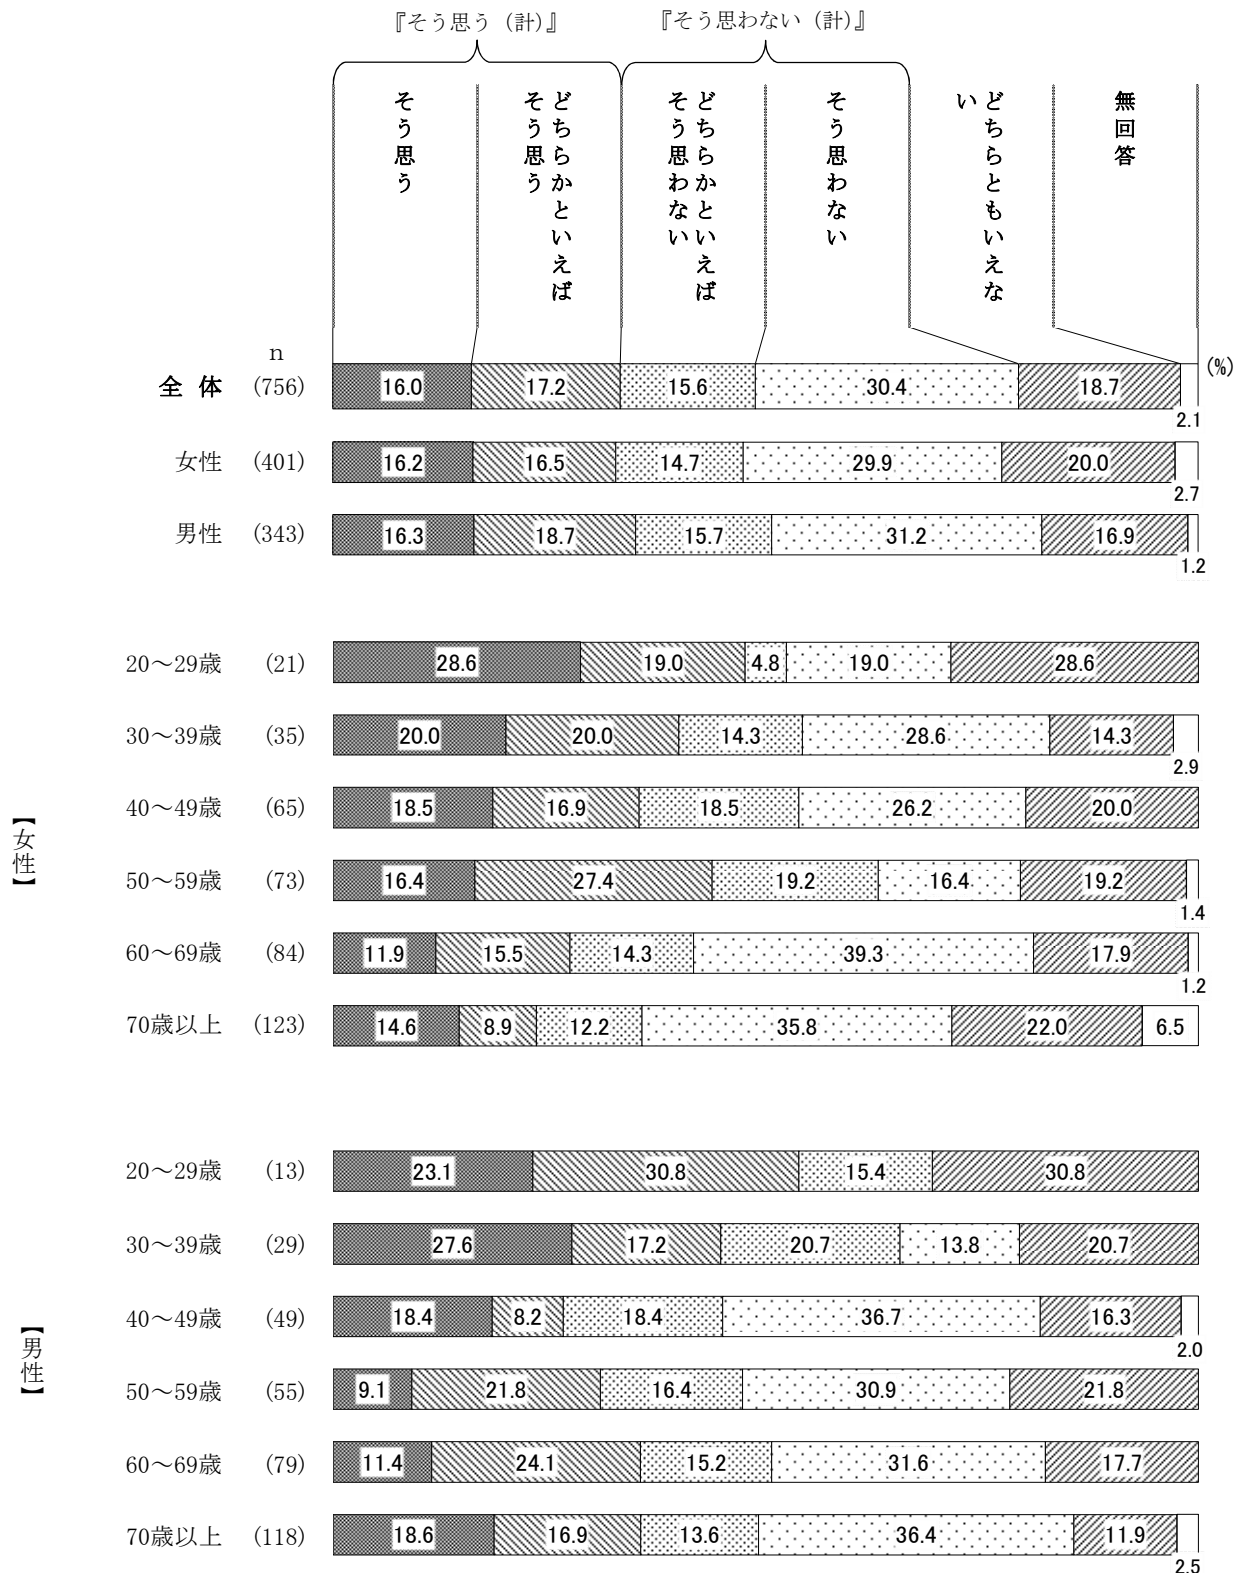 『そう思う（計）』
『そう思わない（計）』
そう思う
どちらかといえば
そう思う
どちらかといえば
そう思わない
そう思わない
どちらともいえな
い
無回答
n
(%)
全 体 (756) 16.0 17.2 15.6 30.4 18.7 2.1
女性 (401) 16.2 16.5 14.7 29.9 20.0 2.7
男性 (343) 16.3 18.7 15.7 31.2 16.9 1.2
【女性】
20～29歳 (21) 28.6 19.0 4.8 19.0 28.6
30～39歳 (35) 20.0 20.0 14.3 28.6 14.3 2.9
40～49歳 (65) 18.5 16.9 18.5 26.2 20.0
50～59歳 (73) 16.4 27.4 19.2 16.4 19.2 1.4
60～69歳 (84) 11.9 15.5 14.3 39.3 17.9 1.2
70歳以上 (123) 14.6 8.9 12.2 35.8 22.0 6.5
【男性】
20～29歳 (13) 23.1 30.8 15.4 30.8
30～39歳 (29) 27.6 17.2 20.7 13.8 20.7
40～49歳 (49) 18.4 8.2 18.4 36.7 16.3 2.0
50～59歳 (55) 9.1 21.8 16.4 30.9 21.8
60～69歳 (79) 11.4 24.1 15.2 31.6 17.7
70歳以上 (118) 18.6 16.9 13.6 36.4 11.9 2.5